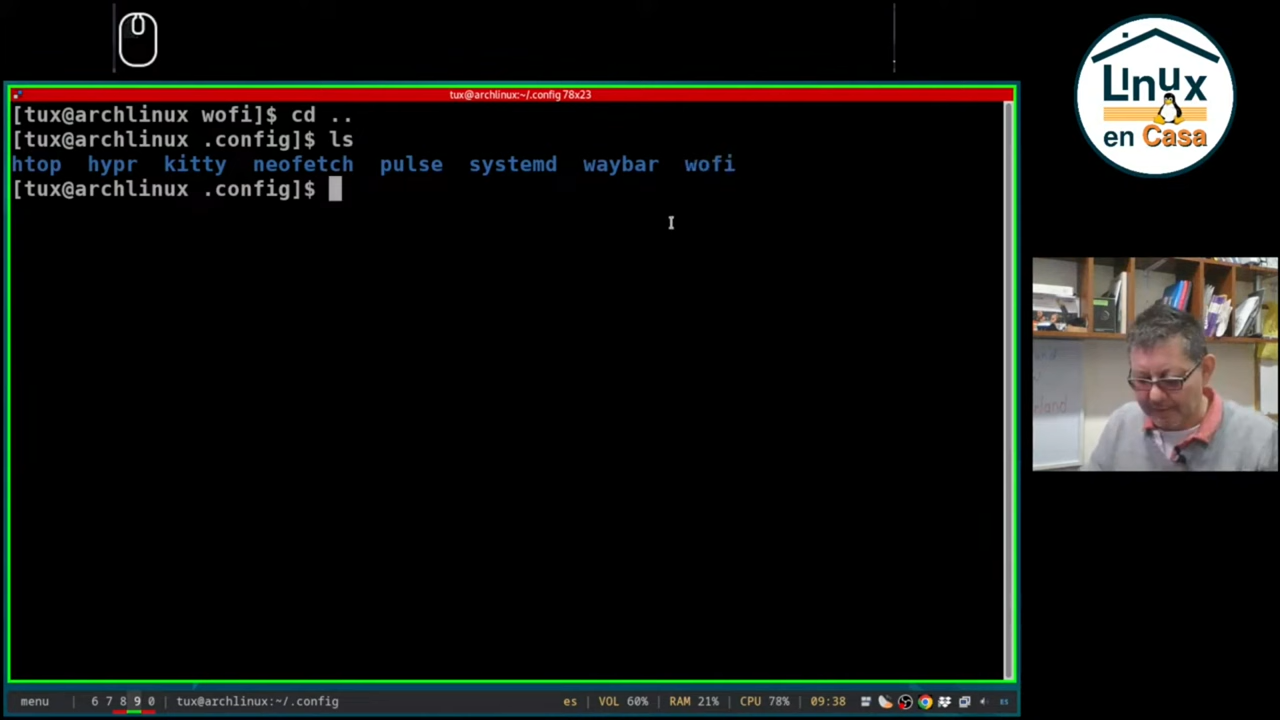 tux@archlinux:~/.config 78x23
[tux@archlinux wofi]$ cd ..
[tux@archlinux .config]$ ls
htop hypr kitty neofetch pulse systemd waybar wofi
[tux@archlinux .config]$
Linux
en Casa
menu 6 7 8 9 0 tux@archlinux:~/.config es VOL 60% RAM 21% CPU 78% 09:38 ES